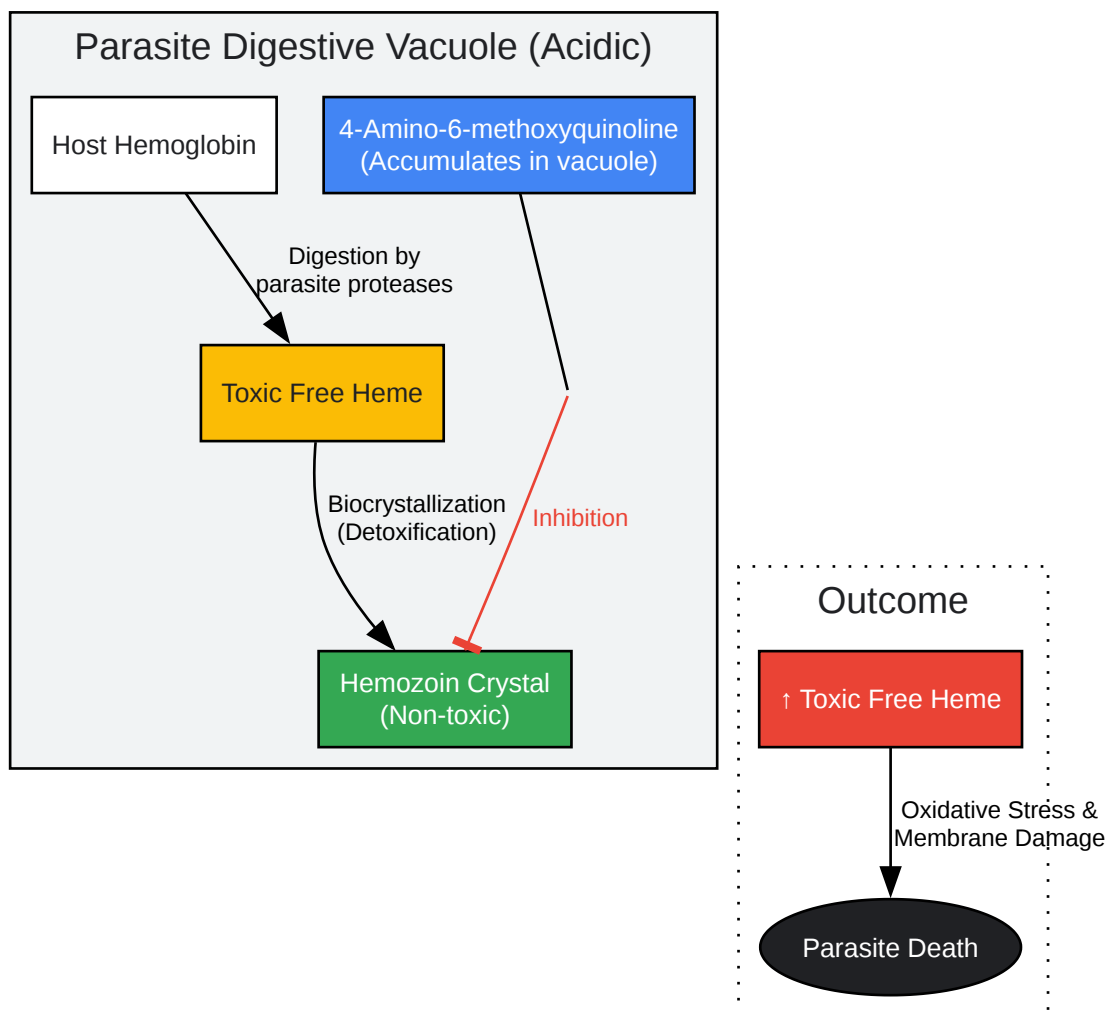 Parasite Digestive Vacuole (Acidic)
Host Hemoglobin
4-Amino-6-methoxyquinoline
(Accumulates in vacuole)
Digestion by
parasite proteases
Toxic Free Heme
Biocrystallization
(Detoxification)
Inhibition
Hemozoin Crystal
(Non-toxic)
Outcome
↑ Toxic Free Heme
Oxidative Stress &
Membrane Damage
Parasite Death